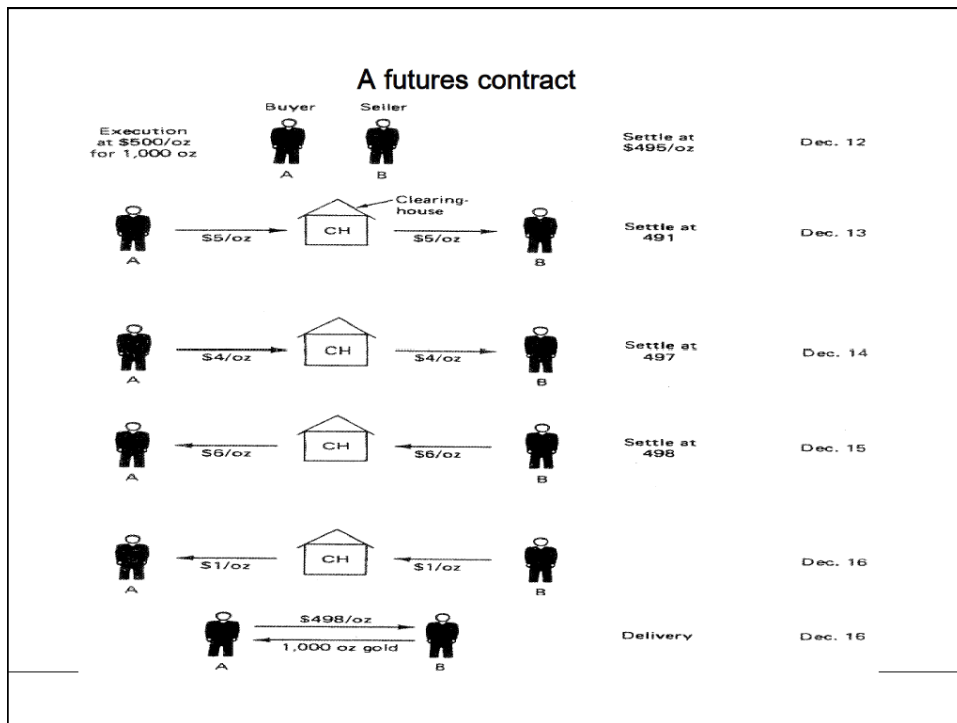 A futures contract
Buyer Seller
Execution
at $500/oz
for 1,000 oz
A B
Settle at
$495/oz
Dec. 12
Clearing-
house
CH
$5/oz $5/oz
A B
Settle at
491
Dec. 13
CH
$4/oz $4/oz
A B
Settle at
497
Dec. 14
CH
$6/oz $6/oz
A B
Settle at
498
Dec. 15
CH
$1/oz $1/oz
A B
Dec. 16
$498/oz
1,000 oz gold
A B
Delivery
Dec. 16